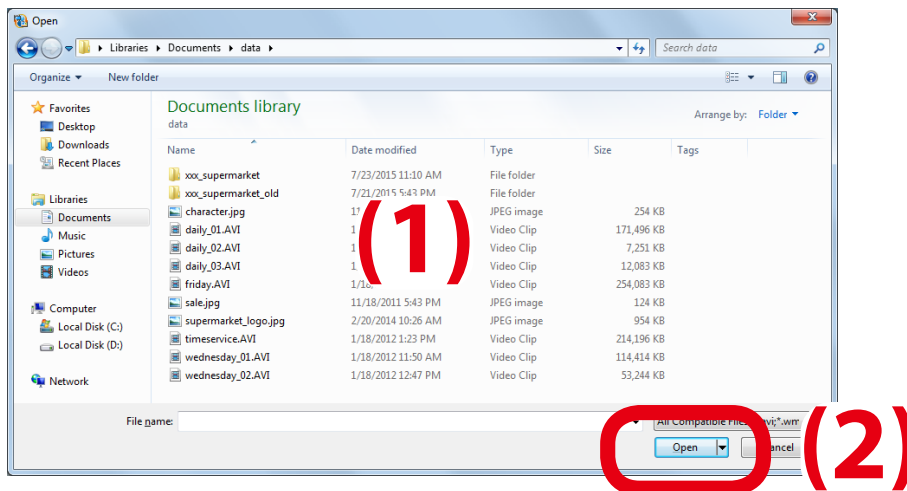 Open
Libraries Documents data Search data
Organize New folder
Favorites
Desktop
Downloads
Recent Places
Libraries
Documents
Music
Pictures
Videos
Computer
Local Disk (C:)
Local Disk (D:)
Network
Documents library
data
Arrange by: Folder
Name Date modified Type Size Tags
xxx_supermarket 7/23/2015 11:10 AM File folder
xxx_supermarket_old 7/21/2015 5:43 PM File folder
character.jpg JPEG image 254 KB
daily_01.AVI Video Clip 171,496 KB
daily_02.AVI Video Clip 7,251 KB
daily_03.AVI Video Clip 12,083 KB
friday.AVI 1/18/ Video Clip 254,083 KB
sale.jpg 11/18/2011 5:43 PM JPEG image 124 KB
supermarket_logo.jpg 2/20/2014 10:26 AM JPEG image 954 KB
timeservice.AVI 1/18/2012 1:23 PM Video Clip 214,196 KB
wednesday_01.AVI 1/18/2012 11:50 AM Video Clip 114,414 KB
wednesday_02.AVI 1/18/2012 12:47 PM Video Clip 53,244 KB
(1)
File name: All Compatible Files
Open
(2)